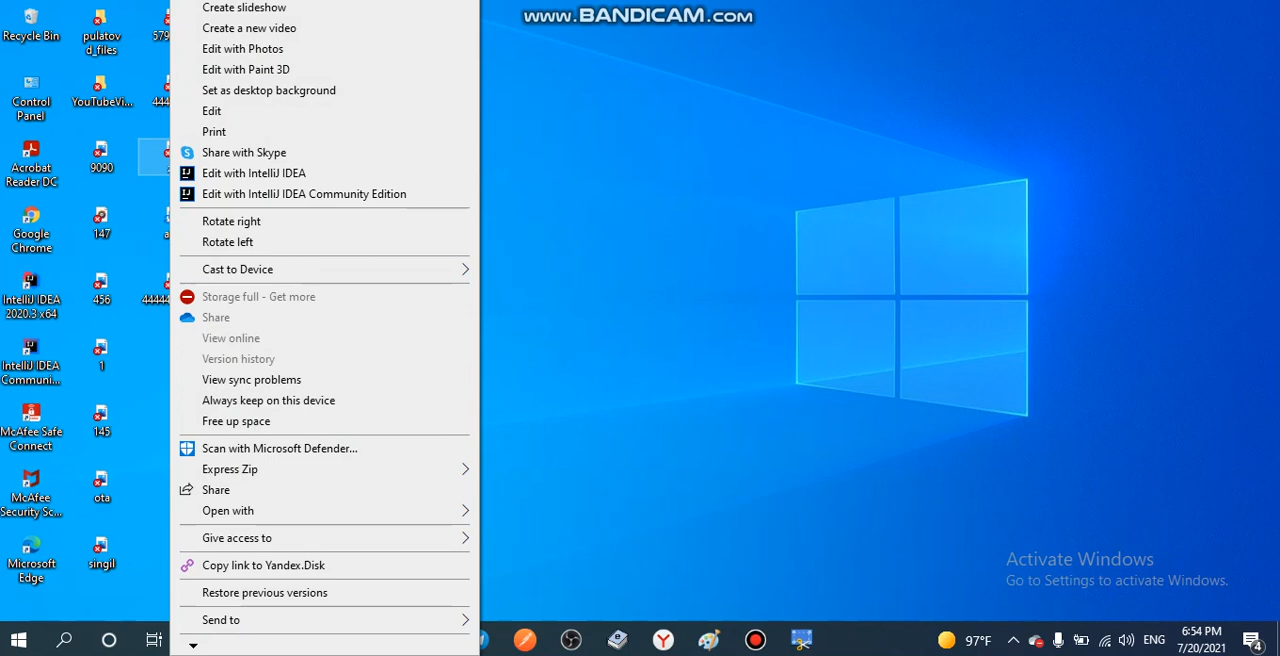 www.BANDICAM.com
Recycle Bin
pulatov
d_files
579
Control
Panel
YouTubeVi...
444
Acrobat
Reader DC
9090
Google
Chrome
147
IntelliJ IDEA
2020.3 x64
456
44444
IntelliJ IDEA
Communi...
1
McAfee Safe
Connect
145
McAfee
Security Sc...
ota
Microsoft
Edge
singil
Create slideshow
Create a new video
Edit with Photos
Edit with Paint 3D
Set as desktop background
Edit
Print
Share with Skype
Edit with IntelliJ IDEA
Edit with IntelliJ IDEA Community Edition
Rotate right
Rotate left
Cast to Device
Storage full - Get more
Share
View online
Version history
View sync problems
Always keep on this device
Free up space
Scan with Microsoft Defender...
Express Zip
Share
Open with
Give access to
Copy link to Yandex.Disk
Restore previous versions
Send to
Activate Windows
Go to Settings to activate Windows.
97°F
ENG
6:54 PM
7/20/2021
4